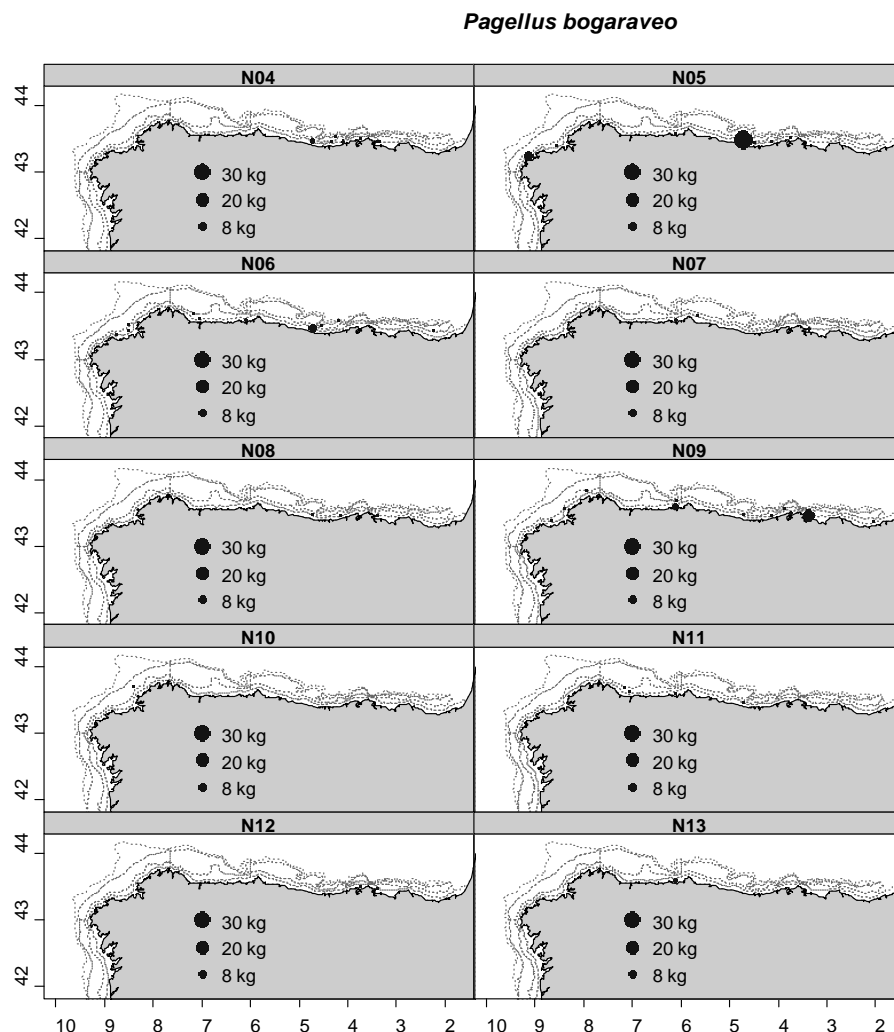 Pagellus bogaraveo
N04 N05
44
43
42
30 kg 30 kg
20 kg 20 kg
8 kg 8 kg
N06 N07
44
43
42
30 kg 30 kg
20 kg 20 kg
8 kg 8 kg
N08 N09
44
43
42
30 kg 30 kg
20 kg 20 kg
8 kg 8 kg
N10 N11
44
43
42
30 kg 30 kg
20 kg 20 kg
8 kg 8 kg
N12 N13
44
43
42
30 kg 30 kg
20 kg 20 kg
8 kg 8 kg
10 9 8 7 6 5 4 3 2 10 9 8 7 6 5 4 3 2